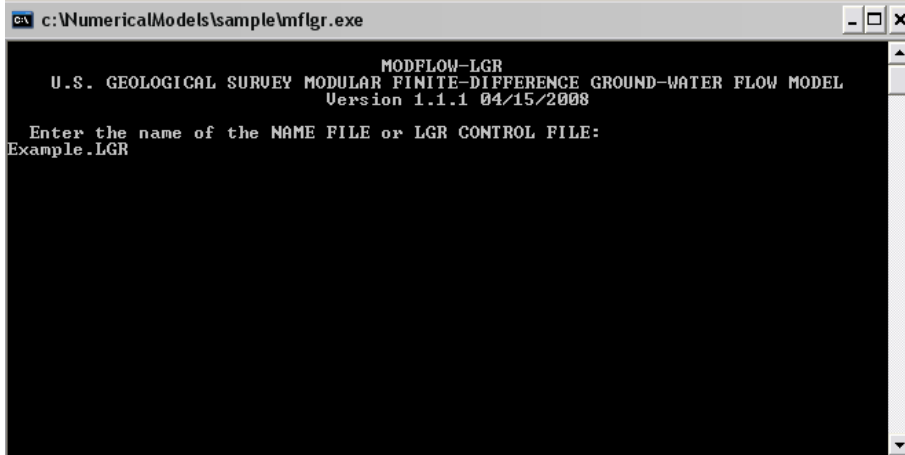 c:\NumericalModels\sample\mflgr.exe
MODFLOW-LGR
U.S. GEOLOGICAL SURVEY MODULAR FINITE-DIFFERENCE GROUND-WATER FLOW MODEL
Version 1.1.1 04/15/2008
Enter the name of the NAME FILE or LGR CONTROL FILE:
Example.LGR